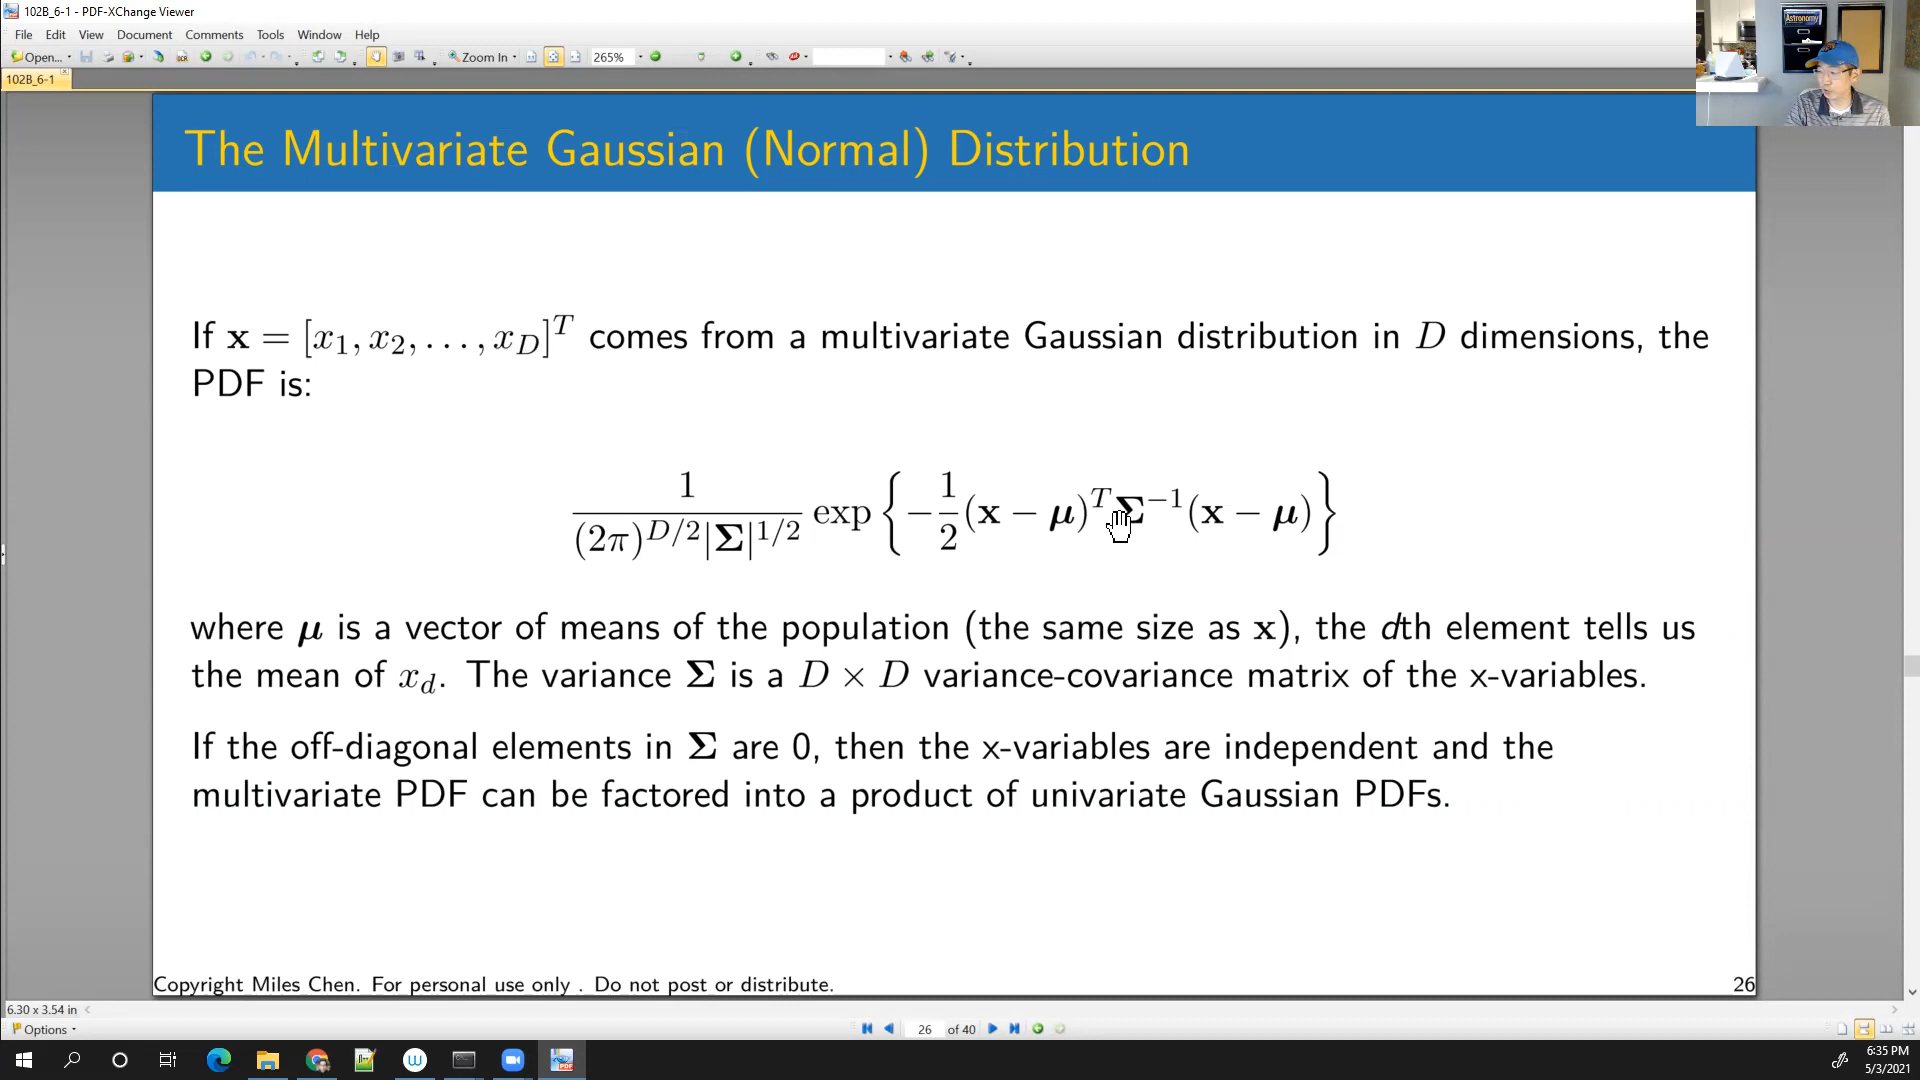 102B_6-1 - PDF-XChange Viewer
File Edit View Document Comments Tools Window Help
Open... OCR Zoom In 265%
102B_6-1
Astronomy
The Multivariate Gaussian (Normal) Distribution
If x = [x₁, x₂, . . . , x_D]^T comes from a multivariate Gaussian distribution in D dimensions, the
PDF is:
1/((2π)^{D/2}|Σ|^{1/2}) exp { −1/2 (x − μ)^T Σ^{−1} (x − μ) }
where μ is a vector of means of the population (the same size as x), the dth element tells us
the mean of x_d. The variance Σ is a D × D variance-covariance matrix of the x-variables.
If the off-diagonal elements in Σ are 0, then the x-variables are independent and the
multivariate PDF can be factored into a product of univariate Gaussian PDFs.
Copyright Miles Chen. For personal use only . Do not post or distribute. 26
6.30 x 3.54 in
Options 26 of 40
6:35 PM
5/3/2021